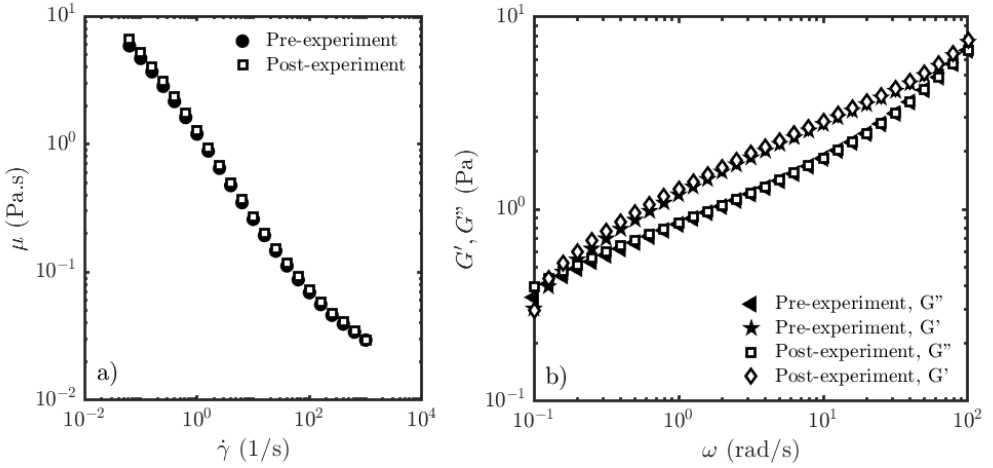 10^1
10^0
10^-1
10^-2
μ (Pa.s)
Pre-experiment
Post-experiment
a)
10^-2 10^0 10^2 10^4
γ̇ (1/s)
10^1
10^0
10^-1
G', G" (Pa)
Pre-experiment, G"
Pre-experiment, G'
Post-experiment, G"
Post-experiment, G'
b)
10^-1 10^0 10^1 10^2
ω (rad/s)